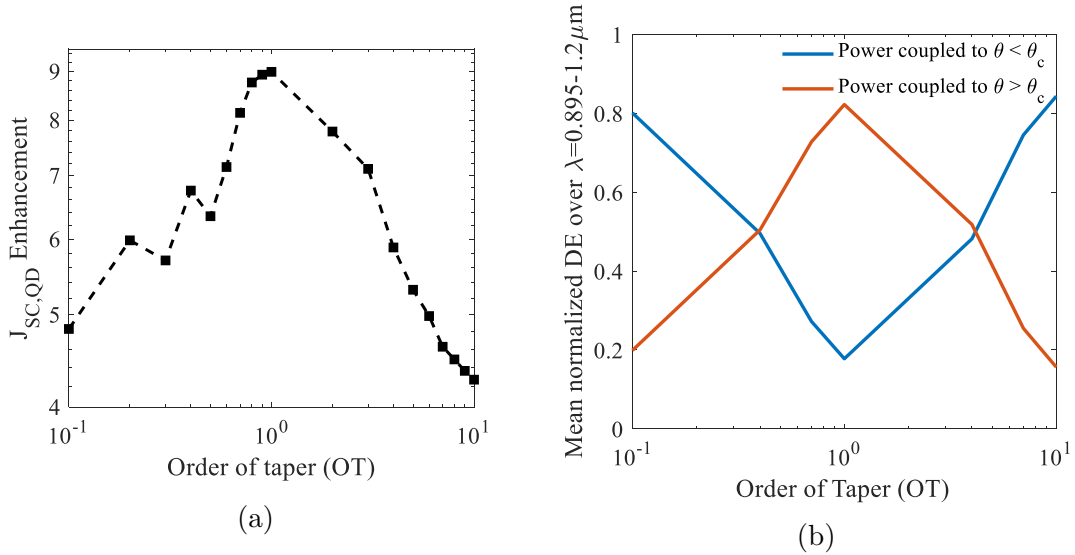 J_SC,QD Enhancement
9
8
7
6
5
4
10^-1
10^0
10^1
Order of taper (OT)
(a)
Mean normalized DE over λ=0.895-1.2μm
1
0.8
0.6
0.4
0.2
0
Power coupled to θ < θ_c
Power coupled to θ > θ_c
10^-1
10^0
10^1
Order of Taper (OT)
(b)